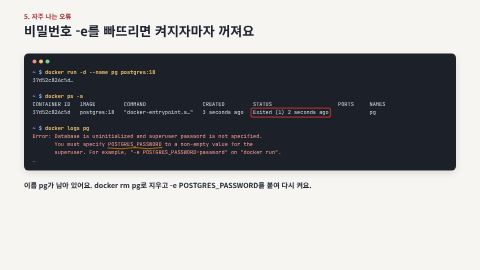 5. 자주 나는 오류
비밀번호 -e를 빠뜨리면 켜지자마자 꺼져요
~ $ docker run -d --name pg postgres:18
37d52c826c5d…
~ $ docker ps -a
CONTAINER ID IMAGE COMMAND CREATED STATUS PORTS NAMES
37d52c826c5d postgres:18 "docker-entrypoint.s…" 3 seconds ago Exited (1) 2 seconds ago pg
~ $ docker logs pg
Error: Database is uninitialized and superuser password is not specified.
You must specify POSTGRES_PASSWORD to a non-empty value for the
superuser. For example, "-e POSTGRES_PASSWORD=password" on "docker run".
…
이름 pg가 남아 있어요. docker rm pg로 지우고 -e POSTGRES_PASSWORD를 붙여 다시 켜요.